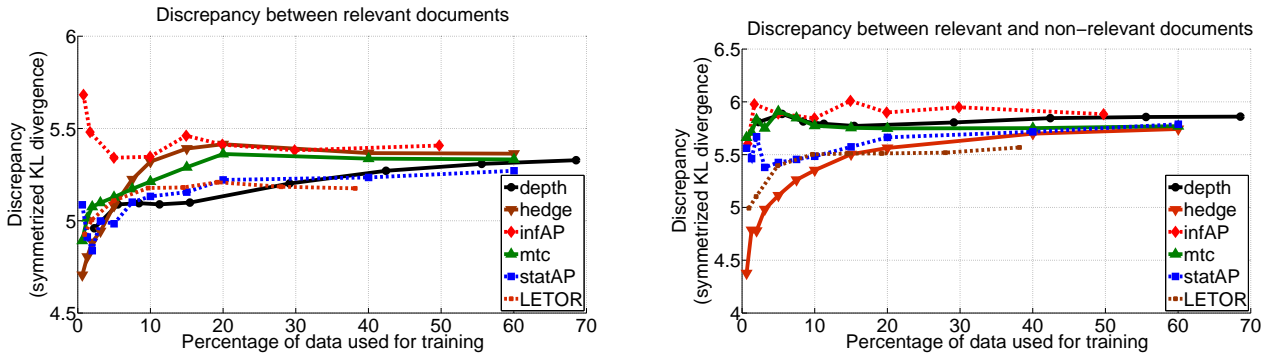 Discrepancy between relevant documents
6
5.5
5
4.5
Discrepancy
(symmetrized KL divergence)
0 10 20 30 40 50 60 70
Percentage of data used for training
depth
hedge
infAP
mtc
statAP
LETOR
Discrepancy between relevant and non−relevant documents
6.5
6
5.5
5
4.5
4
Discrepancy
(symmetrized KL divergence)
0 10 20 30 40 50 60 70
Percentage of data used for training
depth
hedge
infAP
mtc
statAP
LETOR